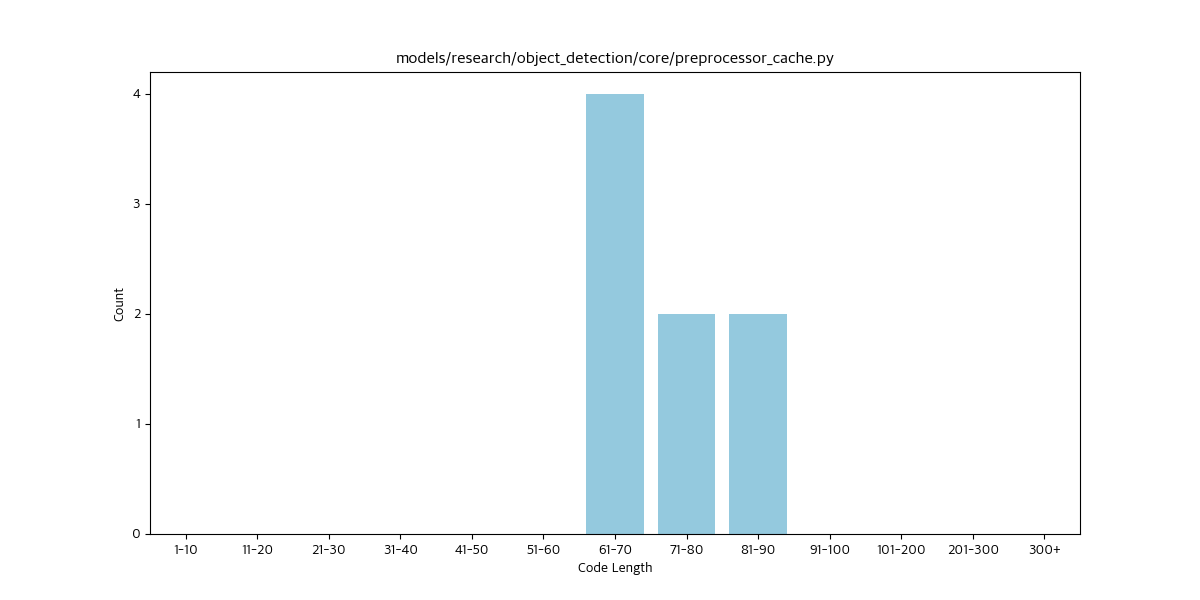 models/research/object_detection/core/preprocessor_cache.py
4
3
2
1
0
Count
1-10 11-20 21-30 31-40 41-50 51-60 61-70 71-80 81-90 91-100 101-200 201-300 300+
Code Length